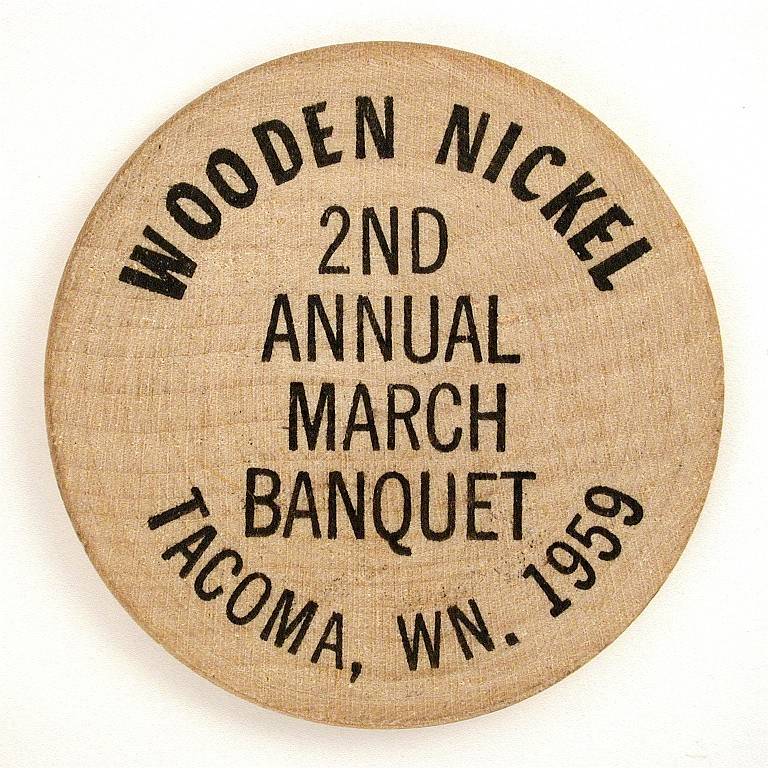 WOODEN NICKEL
2ND
ANNUAL
MARCH
BANQUET
TACOMA, WN. 1959